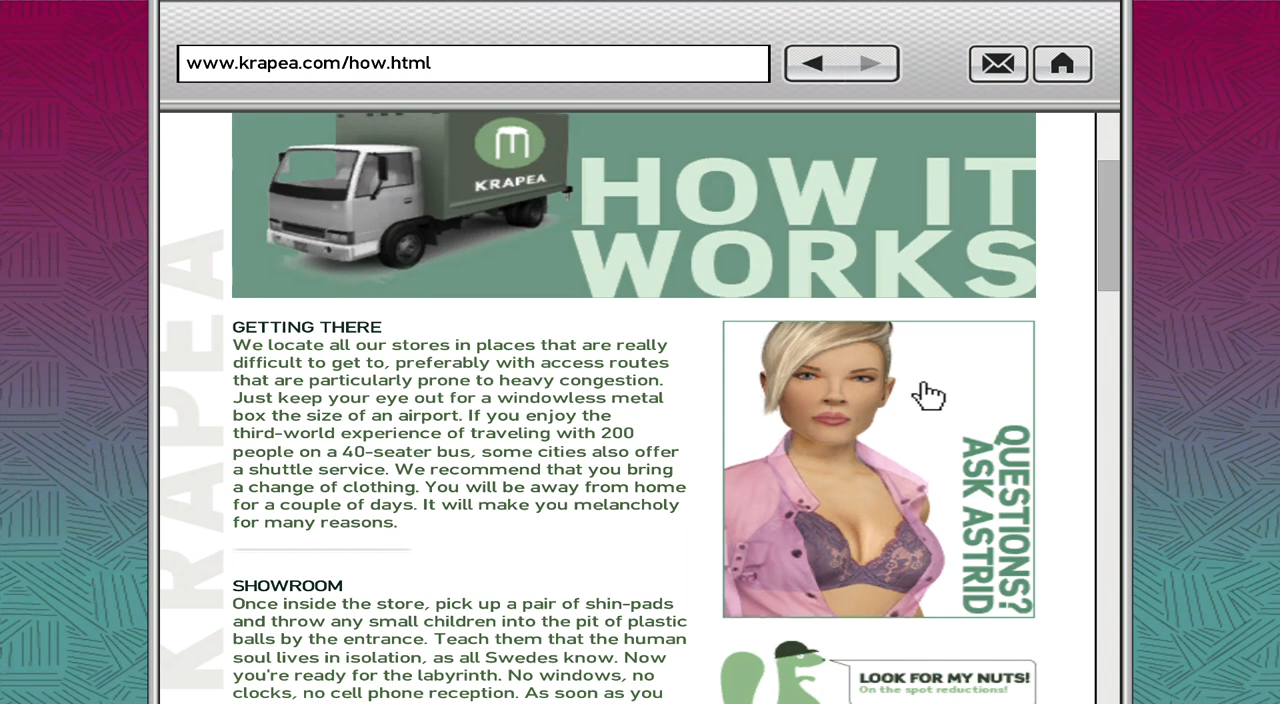 www.krapea.com/how.html
KRAPEA
HOW IT
WORKS
KRAPEA
GETTING THERE
We locate all our stores in places that are really
difficult to get to, preferably with access routes
that are particularly prone to heavy congestion.
Just keep your eye out for a windowless metal
box the size of an airport. If you enjoy the
third-world experience of traveling with 200
people on a 40-seater bus, some cities also offer
a shuttle service. We recommend that you bring
a change of clothing. You will be away from home
for a couple of days. It will make you melancholy
for many reasons.
SHOWROOM
Once inside the store, pick up a pair of shin-pads
and throw any small children into the pit of plastic
balls by the entrance. Teach them that the human
soul lives in isolation, as all Swedes know. Now
you're ready for the labyrinth. No windows, no
clocks, no cell phone reception. As soon as you
QUESTIONS?
ASK ASTRID
LOOK FOR MY NUTS!
On the spot reductions!